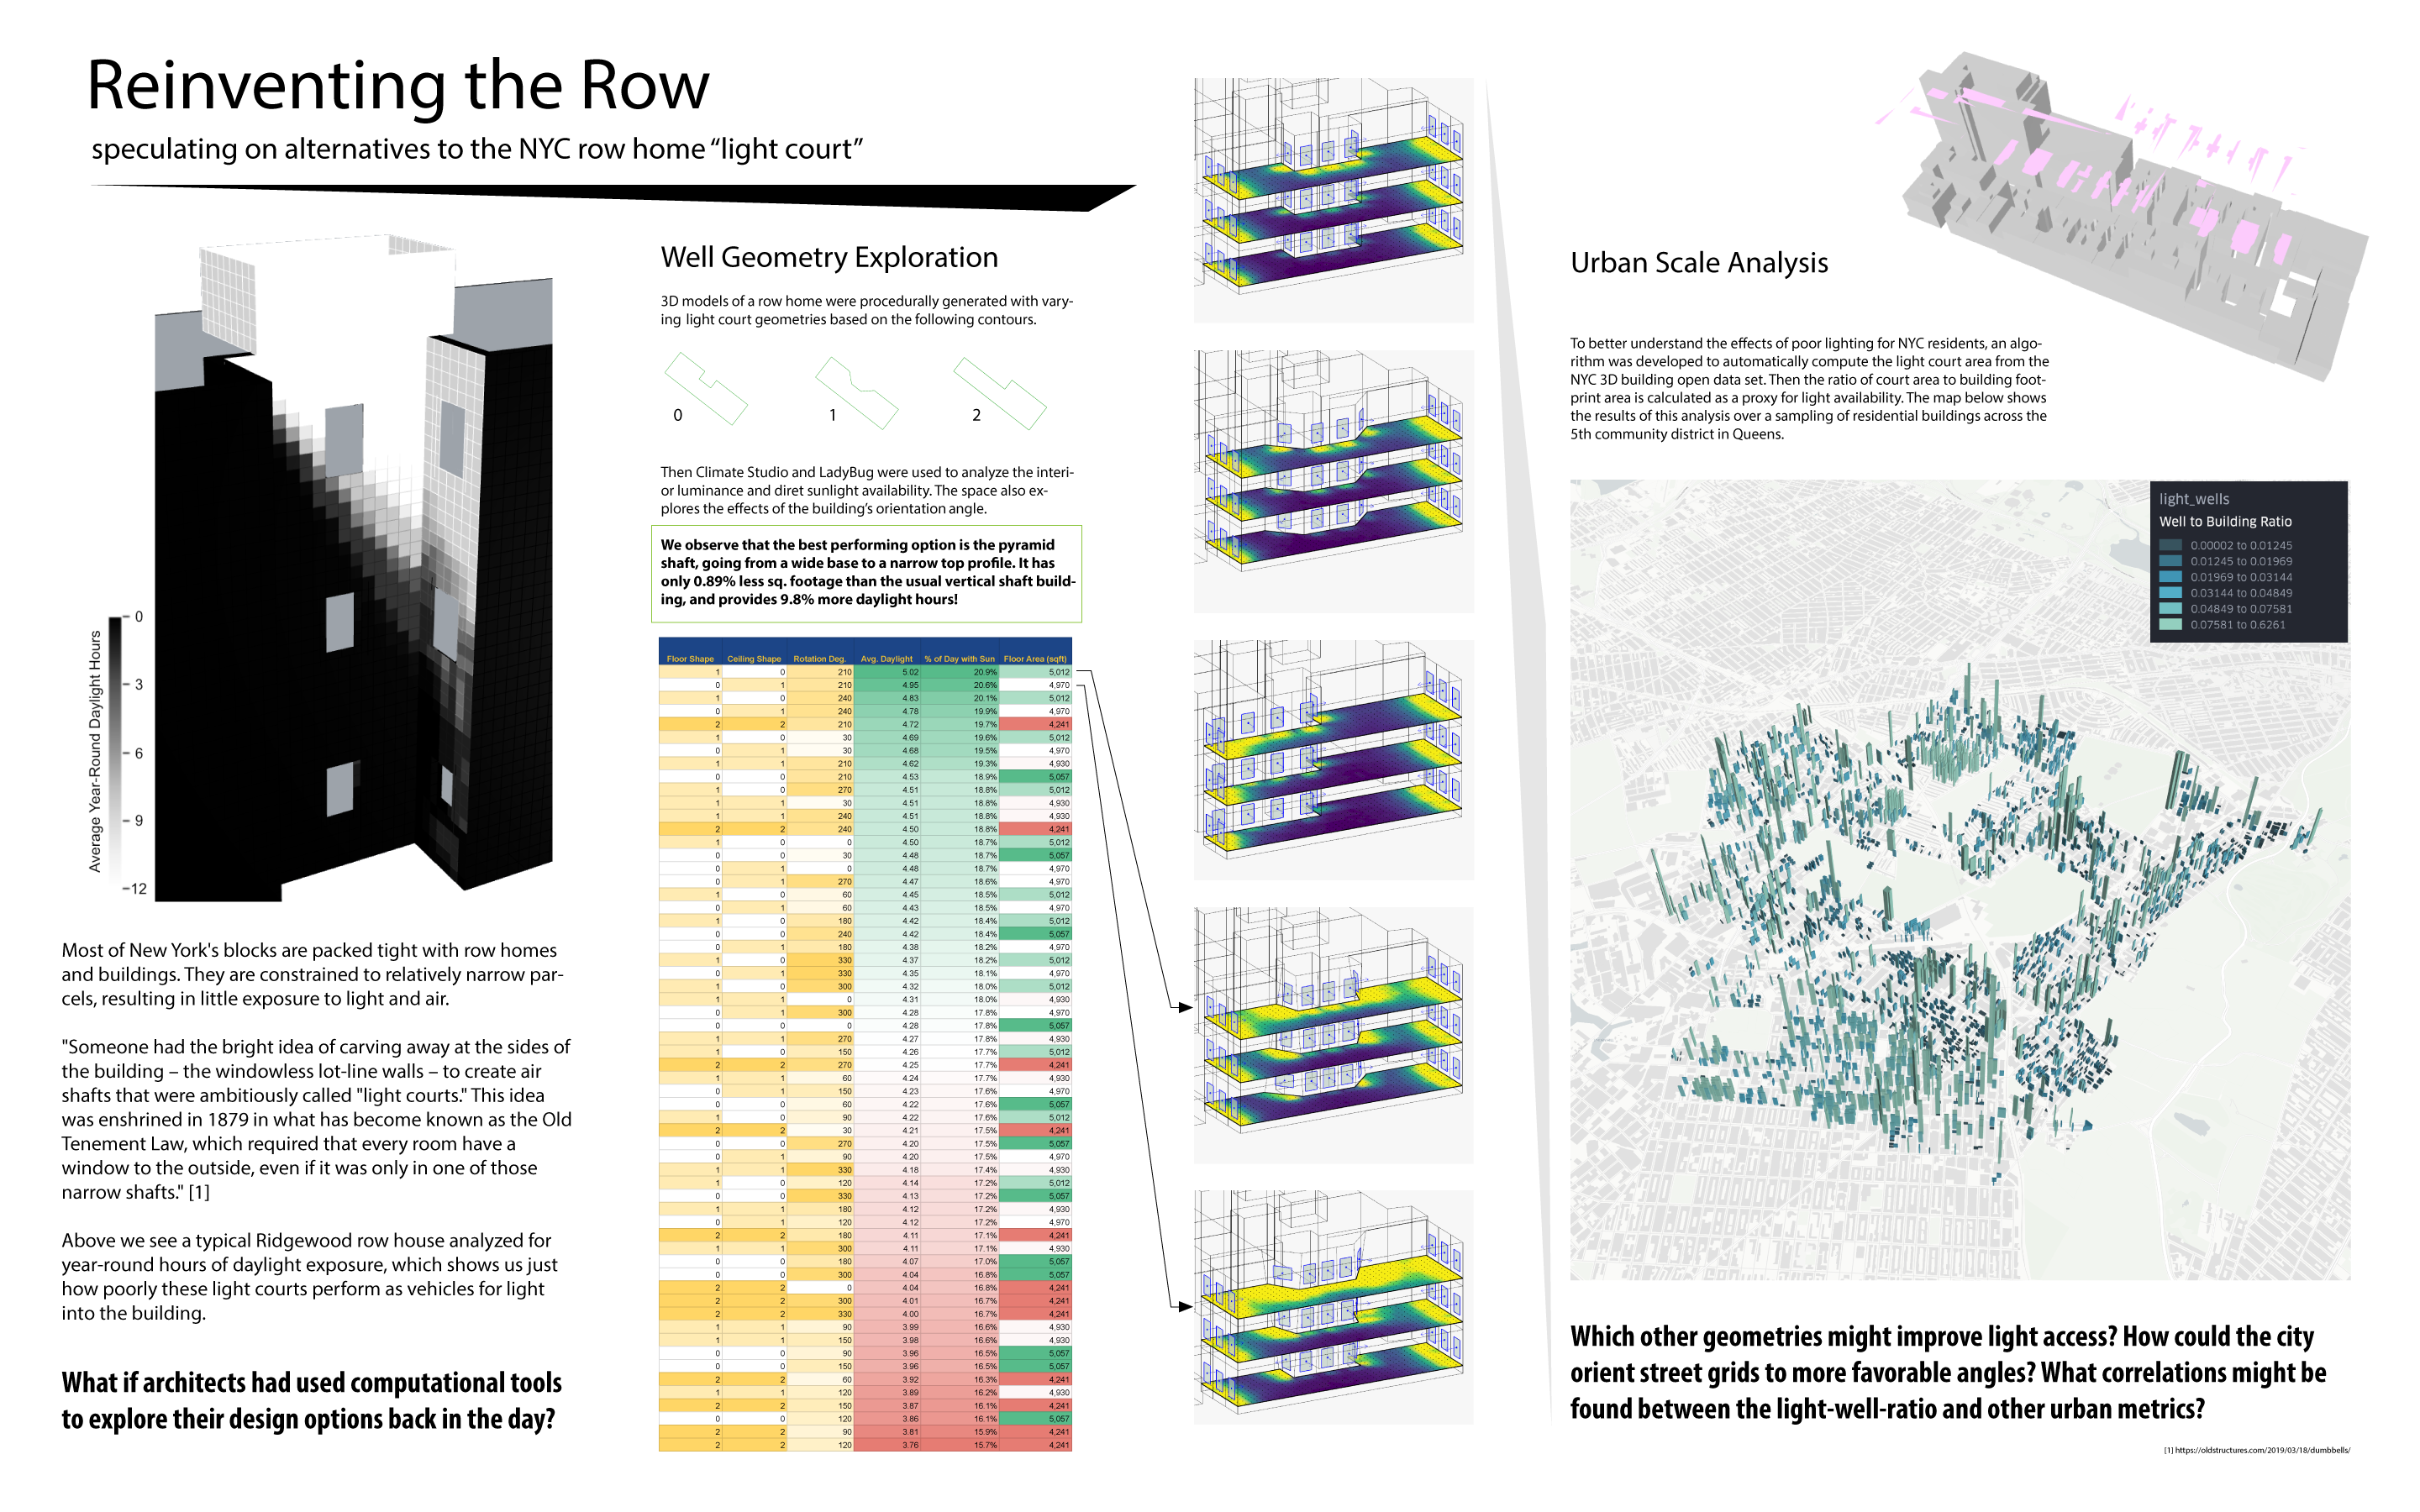 Reinventing the Row
speculating on alternatives to the NYC row home “light court”
Average Year-Round Daylight Hours
0
3
6
9
12
Most of New York's blocks are packed tight with row homes
and buildings. They are constrained to relatively narrow par-
cels, resulting in little exposure to light and air.
"Someone had the bright idea of carving away at the sides of
the building – the windowless lot-line walls – to create air
shafts that were ambitiously called "light courts." This idea
was enshrined in 1879 in what has become known as the Old
Tenement Law, which required that every room have a
window to the outside, even if it was only in one of those
narrow shafts." [1]
Above we see a typical Ridgewood row house analyzed for
year-round hours of daylight exposure, which shows us just
how poorly these light courts perform as vehicles for light
into the building.
What if architects had used computational tools
to explore their design options back in the day?
Well Geometry Exploration
3D models of a row home were procedurally generated with vary-
ing light court geometries based on the following contours.
0 1 2
Then Climate Studio and LadyBug were used to analyze the interi-
or luminance and diret sunlight availability. The space also ex-
plores the effects of the building’s orientation angle.
We observe that the best performing option is the pyramid
shaft, going from a wide base to a narrow top profile. It has
only 0.89% less sq. footage than the usual vertical shaft build-
ing, and provides 9.8% more daylight hours!
Floor Shape Ceiling Shape Rotation Deg. Avg. Daylight % of Day with Sun Floor Area (sqft)
1 0 210 5.02 20.9% 5,012
0 1 210 4.95 20.6% 4,970
1 0 240 4.83 20.1% 5,012
0 1 240 4.78 19.9% 4,970
2 2 210 4.72 19.7% 4,241
1 0 30 4.69 19.6% 5,012
0 1 30 4.68 19.5% 4,970
1 1 210 4.62 19.3% 4,930
0 0 210 4.53 18.9% 5,057
1 0 270 4.51 18.8% 5,012
1 1 30 4.51 18.8% 4,930
1 1 240 4.51 18.8% 4,930
2 2 240 4.50 18.8% 4,241
1 0 0 4.50 18.7% 5,012
0 0 30 4.48 18.7% 5,057
0 1 0 4.48 18.7% 4,970
0 1 270 4.47 18.6% 4,970
1 0 60 4.45 18.5% 5,012
0 1 60 4.43 18.5% 4,970
1 0 180 4.42 18.4% 5,012
0 0 240 4.42 18.4% 5,057
0 1 180 4.38 18.2% 4,970
1 0 330 4.37 18.2% 5,012
0 1 330 4.35 18.1% 4,970
1 0 300 4.32 18.0% 5,012
1 1 0 4.31 18.0% 4,930
0 1 300 4.28 17.8% 4,970
0 0 0 4.28 17.8% 5,057
1 1 270 4.27 17.8% 4,930
1 0 150 4.26 17.7% 5,012
2 2 270 4.25 17.7% 4,241
1 1 60 4.24 17.7% 4,930
0 1 150 4.23 17.6% 4,970
0 0 60 4.22 17.6% 5,057
1 0 90 4.22 17.6% 5,012
2 2 30 4.21 17.5% 4,241
0 0 270 4.20 17.5% 5,057
0 1 90 4.20 17.5% 4,970
1 1 330 4.18 17.4% 4,930
1 0 120 4.14 17.2% 5,012
0 0 330 4.13 17.2% 5,057
1 1 180 4.12 17.2% 4,930
0 1 120 4.12 17.2% 4,970
2 2 180 4.11 17.1% 4,241
1 1 300 4.11 17.1% 4,930
0 0 180 4.07 17.0% 5,057
0 0 300 4.04 16.8% 5,057
2 2 0 4.04 16.8% 4,241
2 2 300 4.01 16.7% 4,241
2 2 330 4.00 16.7% 4,241
1 1 90 3.99 16.6% 4,930
1 1 150 3.98 16.6% 4,930
0 0 90 3.96 16.5% 5,057
0 0 150 3.96 16.5% 5,057
2 2 60 3.92 16.3% 4,241
1 1 120 3.89 16.2% 4,930
2 2 150 3.87 16.1% 4,241
0 0 120 3.86 16.1% 5,057
2 2 90 3.81 15.9% 4,241
2 2 120 3.76 15.7% 4,241
Urban Scale Analysis
To better understand the effects of poor lighting for NYC residents, an algo-
rithm was developed to automatically compute the light court area from the
NYC 3D building open data set. Then the ratio of court area to building foot-
print area is calculated as a proxy for light availability. The map below shows
the results of this analysis over a sampling of residential buildings across the
5th community district in Queens.
light_wells
Well to Building Ratio
0.00002 to 0.01245
0.01245 to 0.01969
0.01969 to 0.03144
0.03144 to 0.04849
0.04849 to 0.07581
0.07581 to 0.6261
Which other geometries might improve light access? How could the city
orient street grids to more favorable angles? What correlations might be
found between the light-well-ratio and other urban metrics?
[1] https://oldstructures.com/2019/03/18/dumbbells/